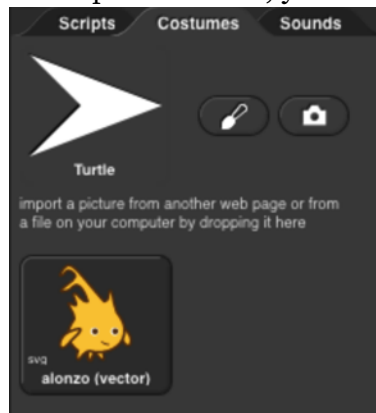 Scripts Costumes Sounds
Turtle
import a picture from another web page or from
a file on your computer by dropping it here
svg
alonzo (vector)